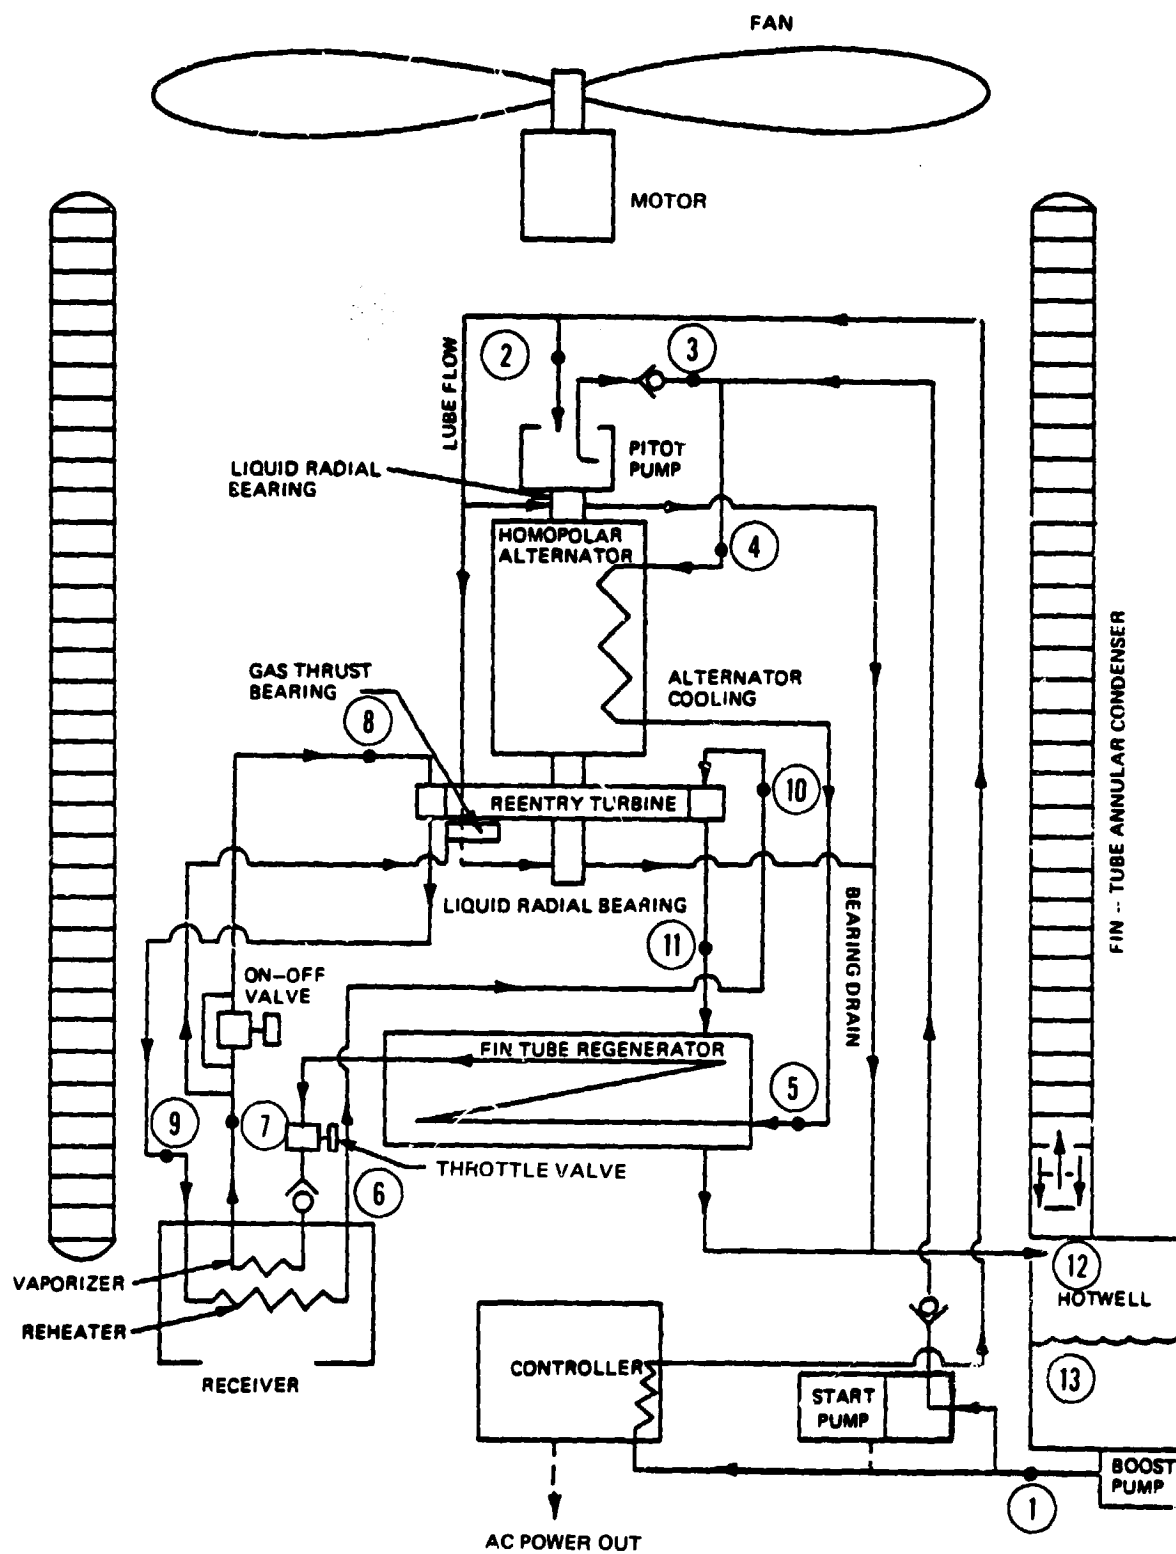 FAN
MOTOR
2
3
LUBE FLOW
PITOT
PUMP
LIQUID RADIAL
BEARING
HOMOPOLAR
ALTERNATOR
4
GAS THRUST
BEARING
ALTERNATOR
COOLING
8
FIN -- TUBE ANNULAR CONDENSER
REENTRY TURBINE
10
LIQUID RADIAL BEARING
BEARING DRAIN
11
ON-OFF
VALVE
FIN TUBE REGENERATOR
5
9
7
THROTTLE VALVE
6
VAPORIZER
REHEATER
RECEIVER
12
HOTWELL
CONTROLLER
13
START
PUMP
BOOST
PUMP
1
AC POWER OUT